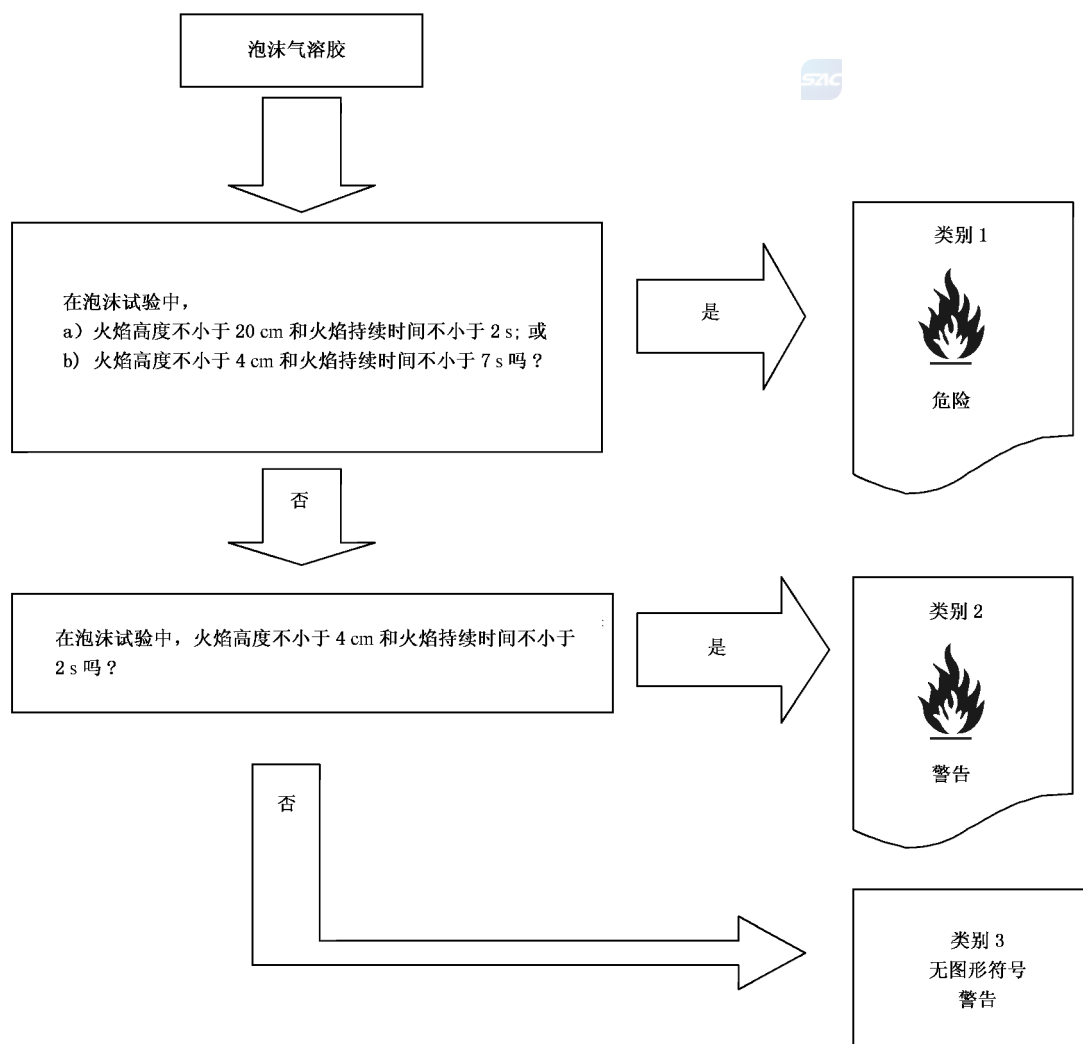 泡沫气溶胶
SAC
在泡沫试验中，
a）火焰高度不小于 20 cm 和火焰持续时间不小于 2 s; 或
b) 火焰高度不小于 4 cm 和火焰持续时间不小于 7 s 吗？
是
类别 1
危险
否
在泡沫试验中，火焰高度不小于 4 cm 和火焰持续时间不小于
2 s 吗？
是
类别 2
警告
否
类别 3
无图形符号
警告